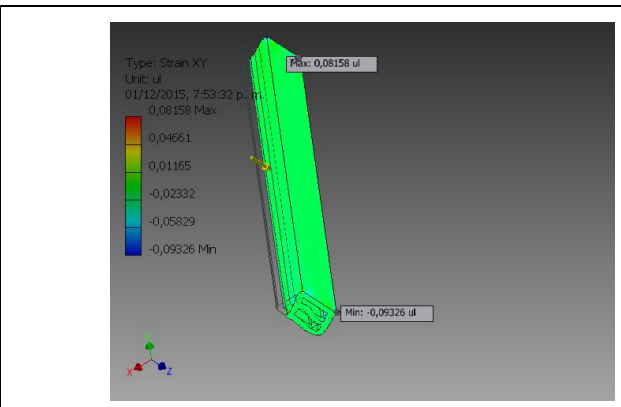 Type: Strain XY
Unit: ul
01/12/2015, 7:53:32 p. m.
0,08158 Max
0,04661
0,01165
-0,02332
-0,05829
-0,09326 Min
Max: 0,08158 ul
Min: -0,09326 ul
X
Z